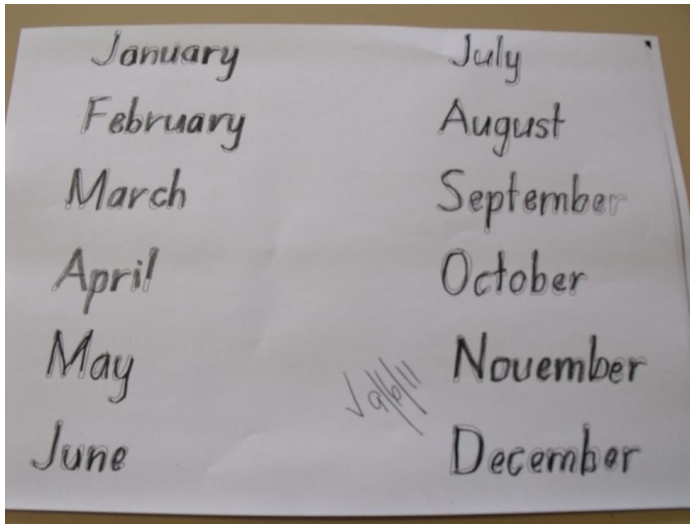 January
February
March
April
May
June
July
August
September
October
November
December
9/6/11